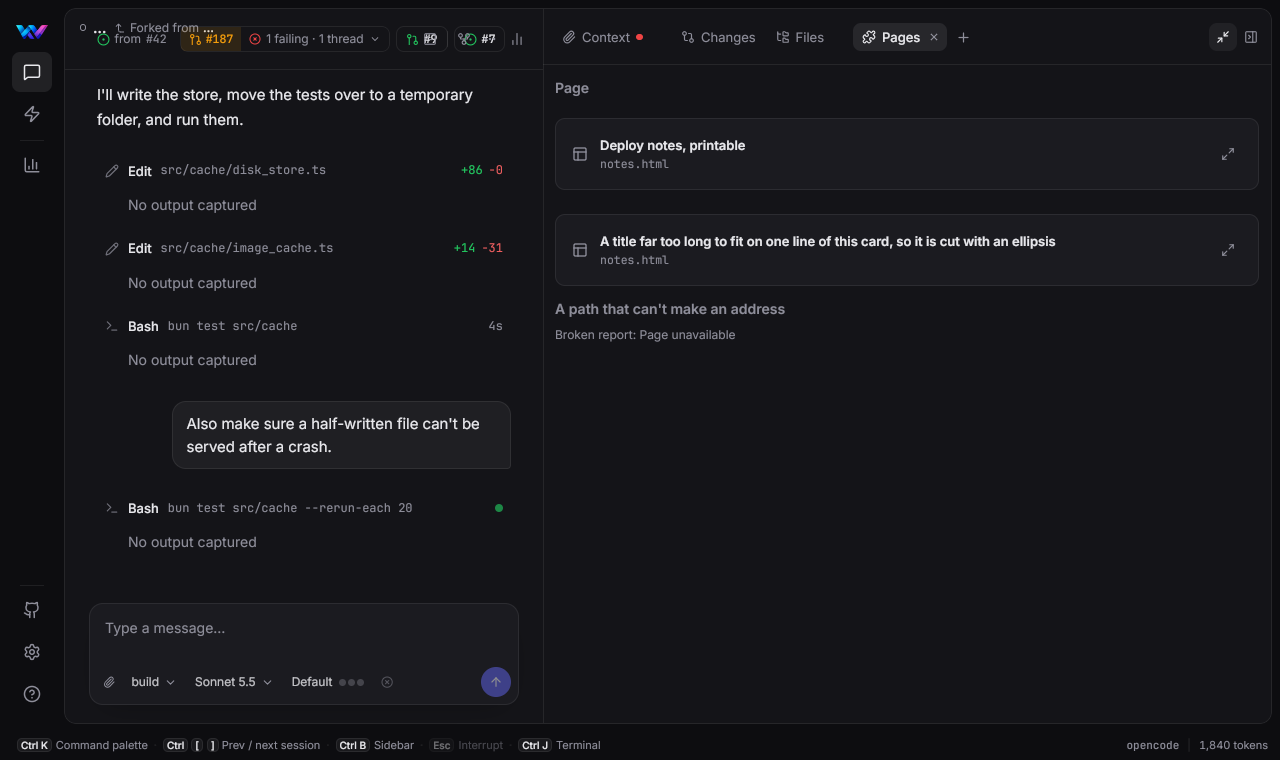 ... Forked from ...
from #42
#187
1 failing · 1 thread
#7
Context
Changes
Files
Pages
I'll write the store, move the tests over to a temporary
folder, and run them.
Edit src/cache/disk_store.ts +86 -0
No output captured
Edit src/cache/image_cache.ts +14 -31
No output captured
Bash bun test src/cache 4s
No output captured
Also make sure a half-written file can't be
served after a crash.
Bash bun test src/cache --rerun-each 20
No output captured
Type a message...
build
Sonnet 5.5
Default
Page
Deploy notes, printable
notes.html
A title far too long to fit on one line of this card, so it is cut with an ellipsis
notes.html
A path that can't make an address
Broken report: Page unavailable
Ctrl K Command palette · Ctrl [ ] Prev / next session · Ctrl B Sidebar · Esc Interrupt · Ctrl J Terminal
opencode
1,840 tokens